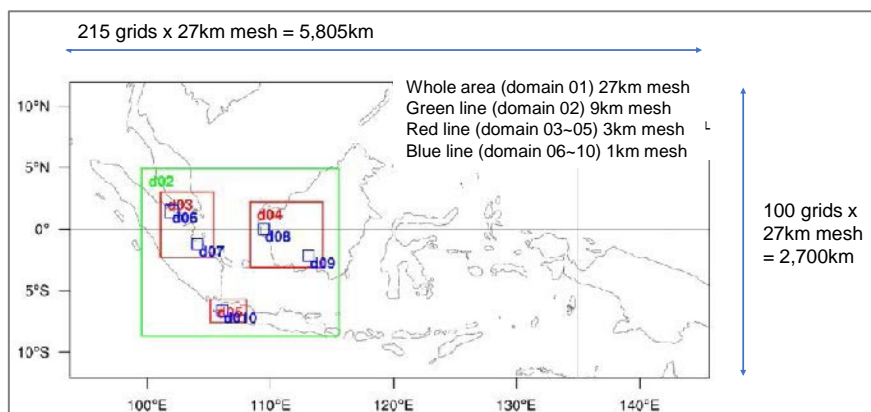 215 grids x 27km mesh = 5,805km
Whole area (domain 01) 27km mesh
Green line (domain 02) 9km mesh
Red line (domain 03~05) 3km mesh
Blue line (domain 06~10) 1km mesh
10°N
5°N
0°
5°S
10°S
d02
d03
d06
d04
d08
d07
d09
d010
100 grids x
27km mesh
= 2,700km
100°E
110°E
120°E
130°E
140°E